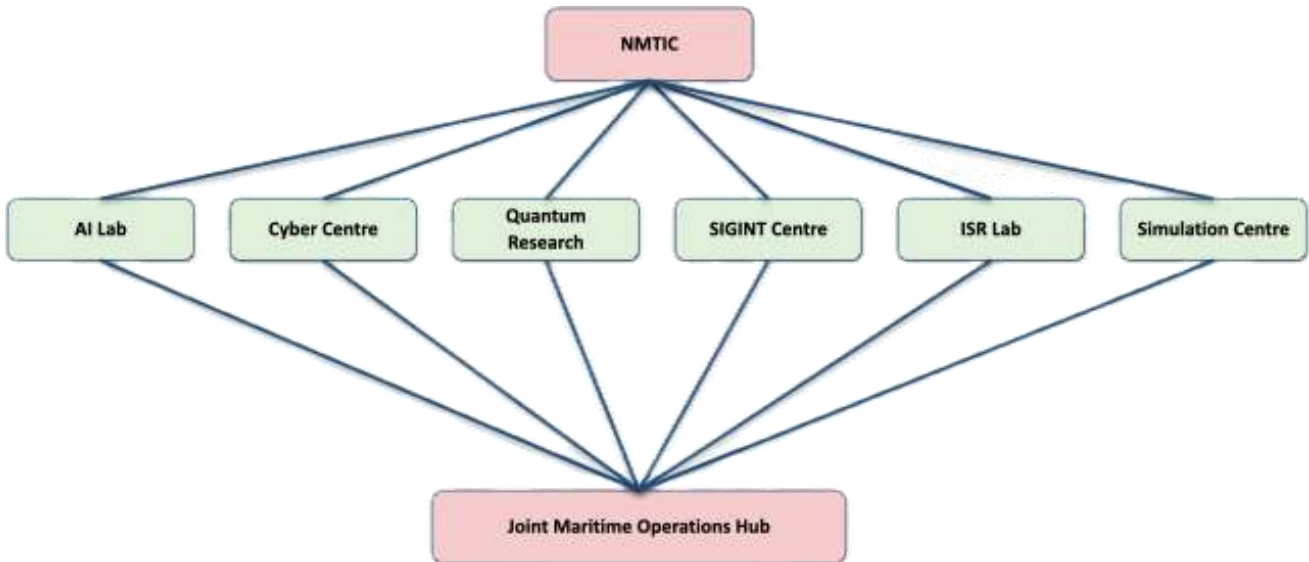 NMTIC
AI Lab
Cyber Centre
Quantum
Research
SIGINT Centre
ISR Lab
Simulation Centre
Joint Maritime Operations Hub